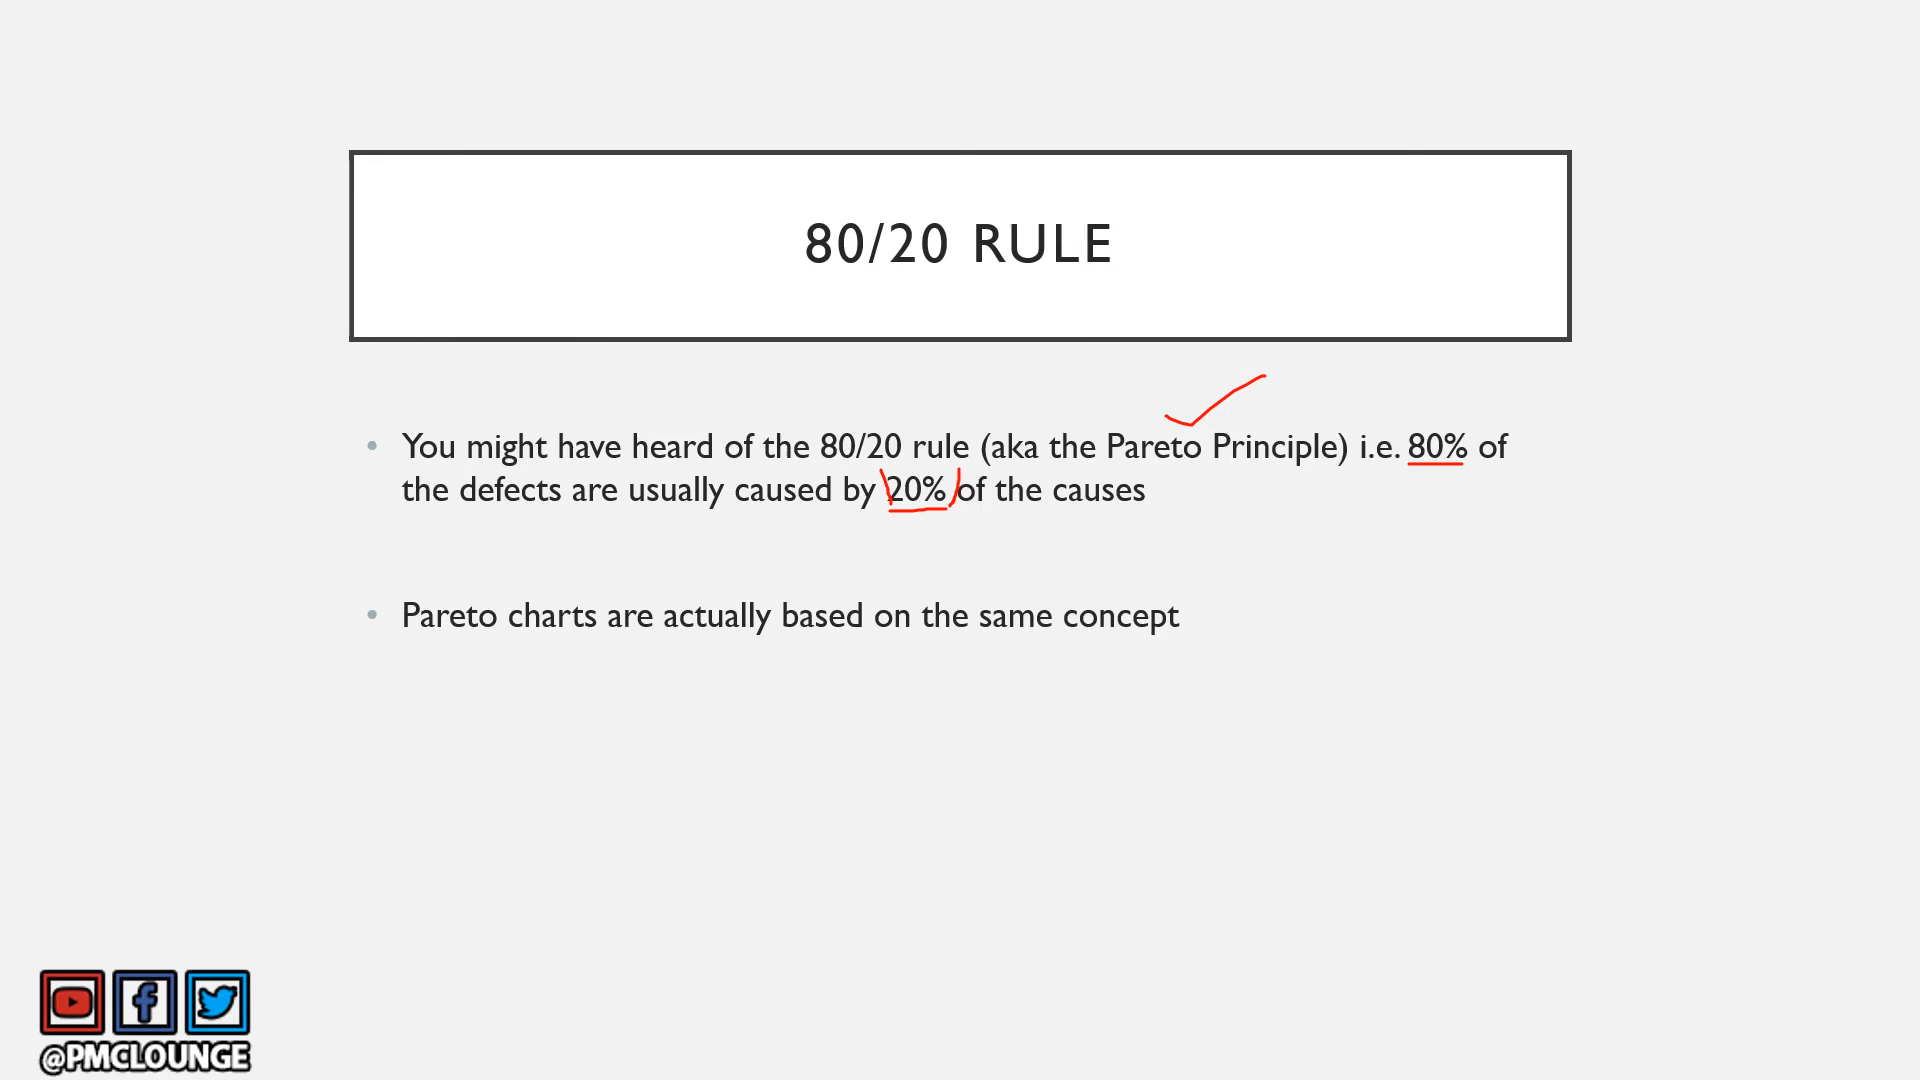 80/20 RULE
• You might have heard of the 80/20 rule (aka the Pareto Principle) i.e. 80% of
the defects are usually caused by 20% of the causes
• Pareto charts are actually based on the same concept
@PMCLOUNGE